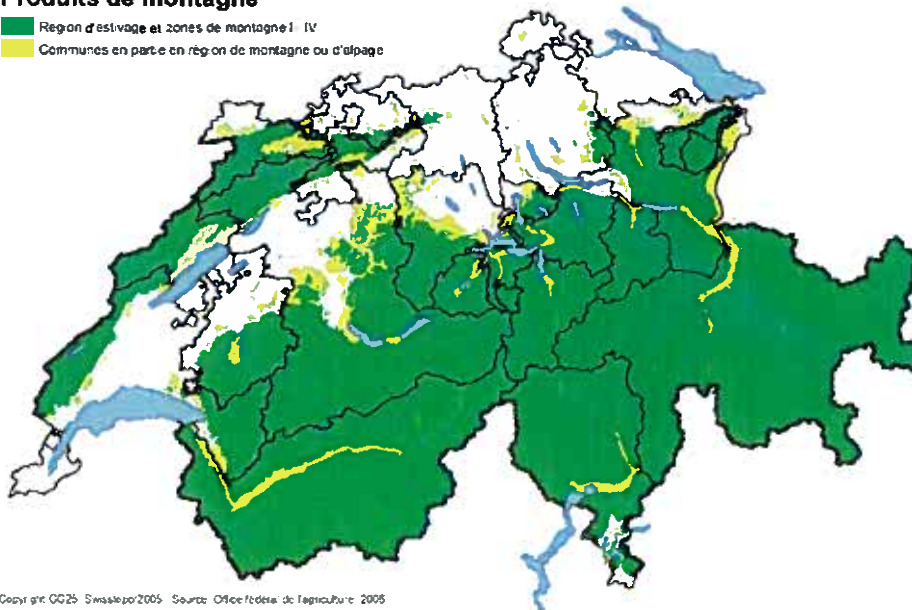 Produits de montagne
Région d'estivage et zones de montagne I - IV
Communes en partie en région de montagne ou d'alpage
Copyright GG25 Swisstopo 2005 Source: Office fédéral de l'agriculture 2005